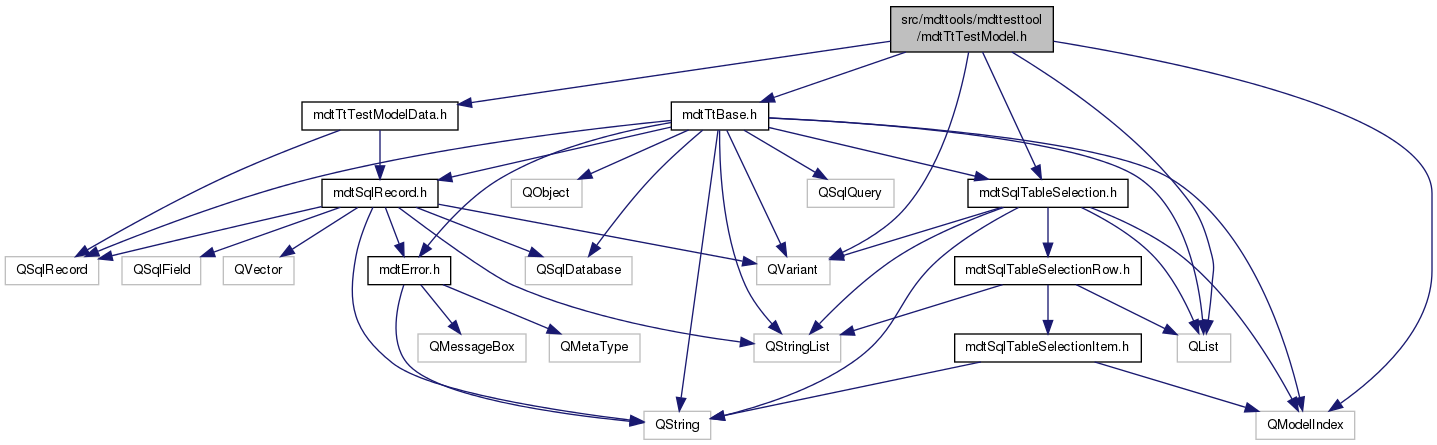 src/mdttools/mdttesttool
/mdtTtTestModel.h
mdtTtTestModelData.h
mdtTtBase.h
mdtSqlRecord.h
QObject
QSqlQuery
mdtSqlTableSelection.h
QSqlRecord
QSqlField
QVector
mdtError.h
QSqlDatabase
QVariant
mdtSqlTableSelectionRow.h
QMessageBox
QMetaType
QStringList
mdtSqlTableSelectionItem.h
QList
QString
QModelIndex